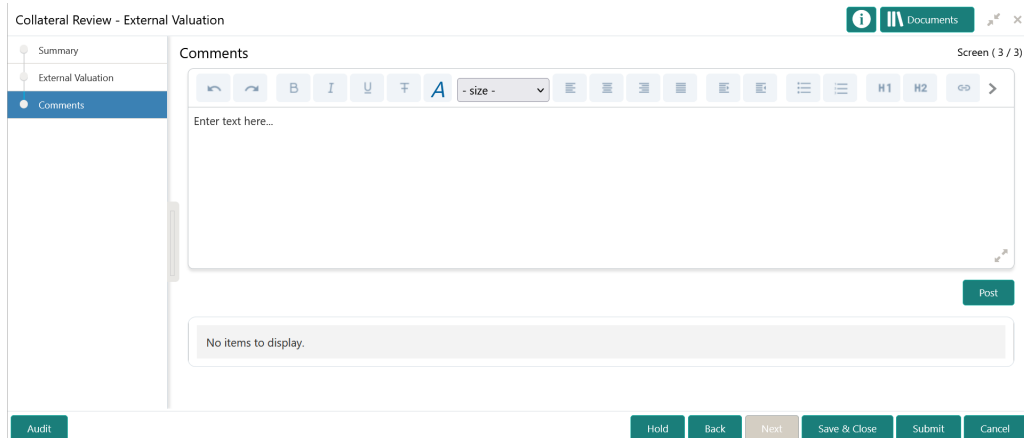 Collateral Review - External Valuation
Documents
Summary
External Valuation
Comments
Comments
Screen ( 3 / 3)
B I U T A - size - H1 H2
Enter text here...
Post
No items to display.
Audit Hold Back Next Save & Close Submit Cancel